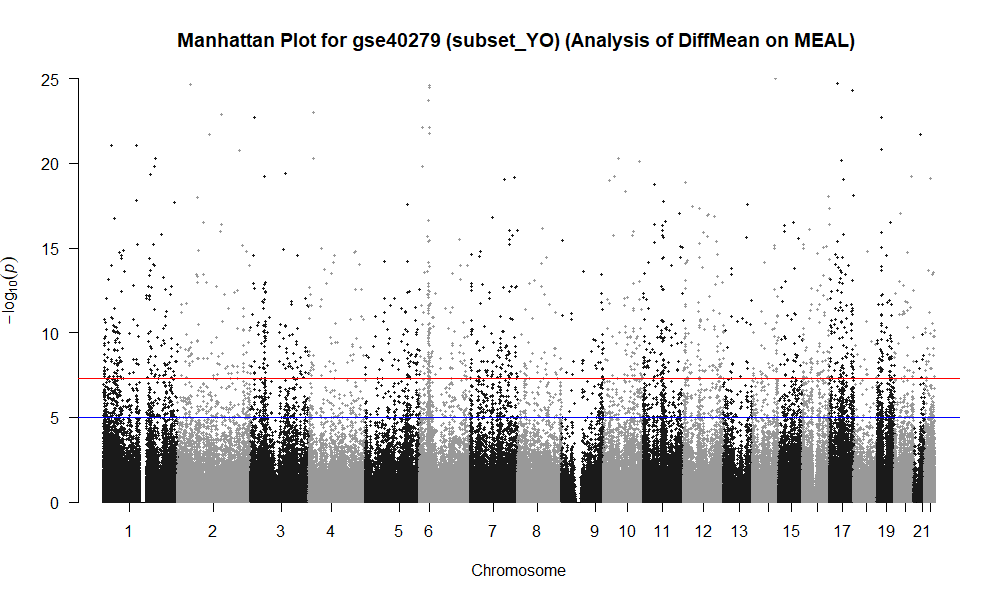 Manhattan Plot for gse40279 (subset_YO) (Analysis of DiffMean on MEAL)
25
20
15
10
5
0
−log10(p)
1 2 3 4 5 6 7 8 9 10 11 12 13 15 17 19 21
Chromosome